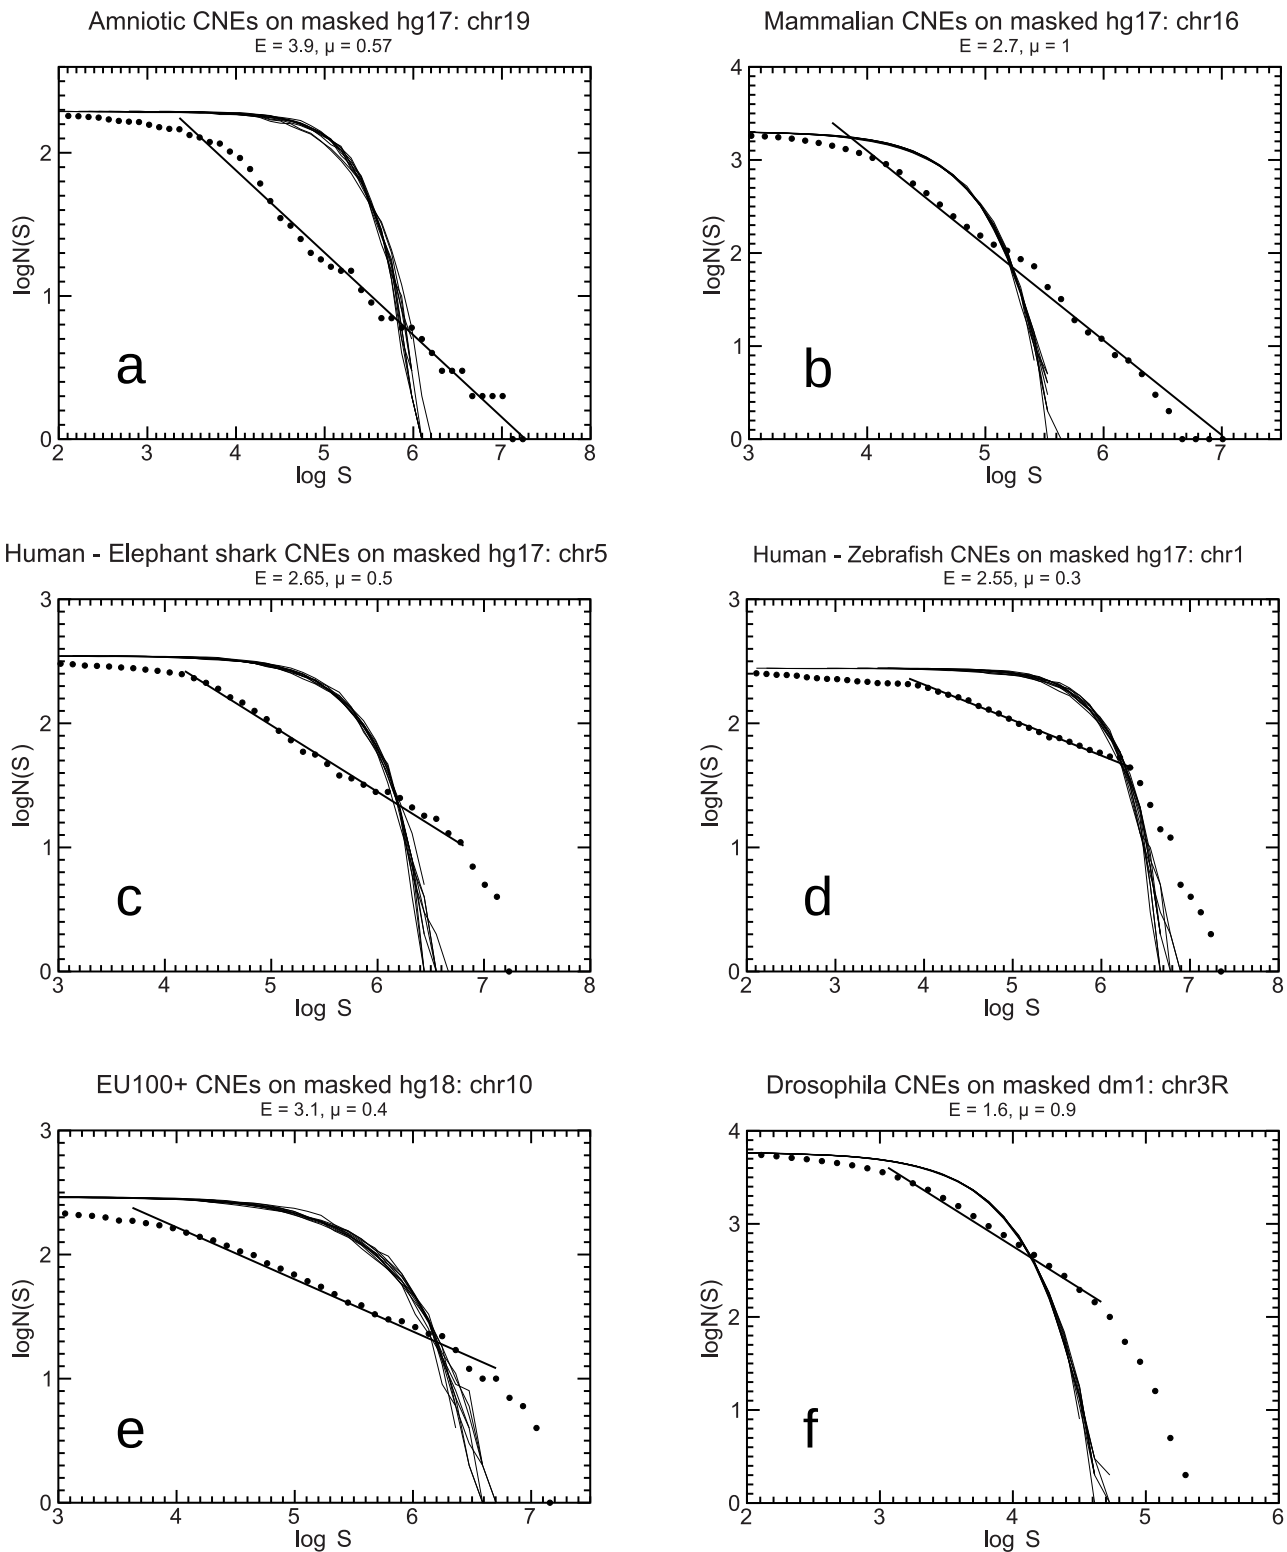 Amniotic CNEs on masked hg17: chr19
E = 3.9, μ = 0.57
logN(S)
2
1
0
a
2 3 4 5 6 7 8
log S
Mammalian CNEs on masked hg17: chr16
E = 2.7, μ = 1
logN(S)
4
3
2
1
0
b
3 4 5 6 7
log S
Human - Elephant shark CNEs on masked hg17: chr5
E = 2.65, μ = 0.5
logN(S)
3
2
1
0
c
3 4 5 6 7 8
log S
Human - Zebrafish CNEs on masked hg17: chr1
E = 2.55, μ = 0.3
logN(S)
3
2
1
0
d
2 3 4 5 6 7 8
log S
EU100+ CNEs on masked hg18: chr10
E = 3.1, μ = 0.4
logN(S)
3
2
1
0
e
3 4 5 6 7
log S
Drosophila CNEs on masked dm1: chr3R
E = 1.6, μ = 0.9
logN(S)
4
3
2
1
0
f
2 3 4 5 6
log S